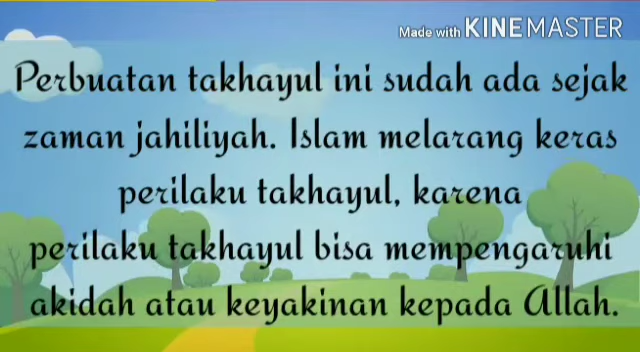 Made with KINEMASTER
Perbuatan takhayul ini sudah ada sejak
zaman jahiliyah. Islam melarang keras
perilaku takhayul, karena
perilaku takhayul bisa mempengaruhi
akidah atau keyakinan kepada Allah.